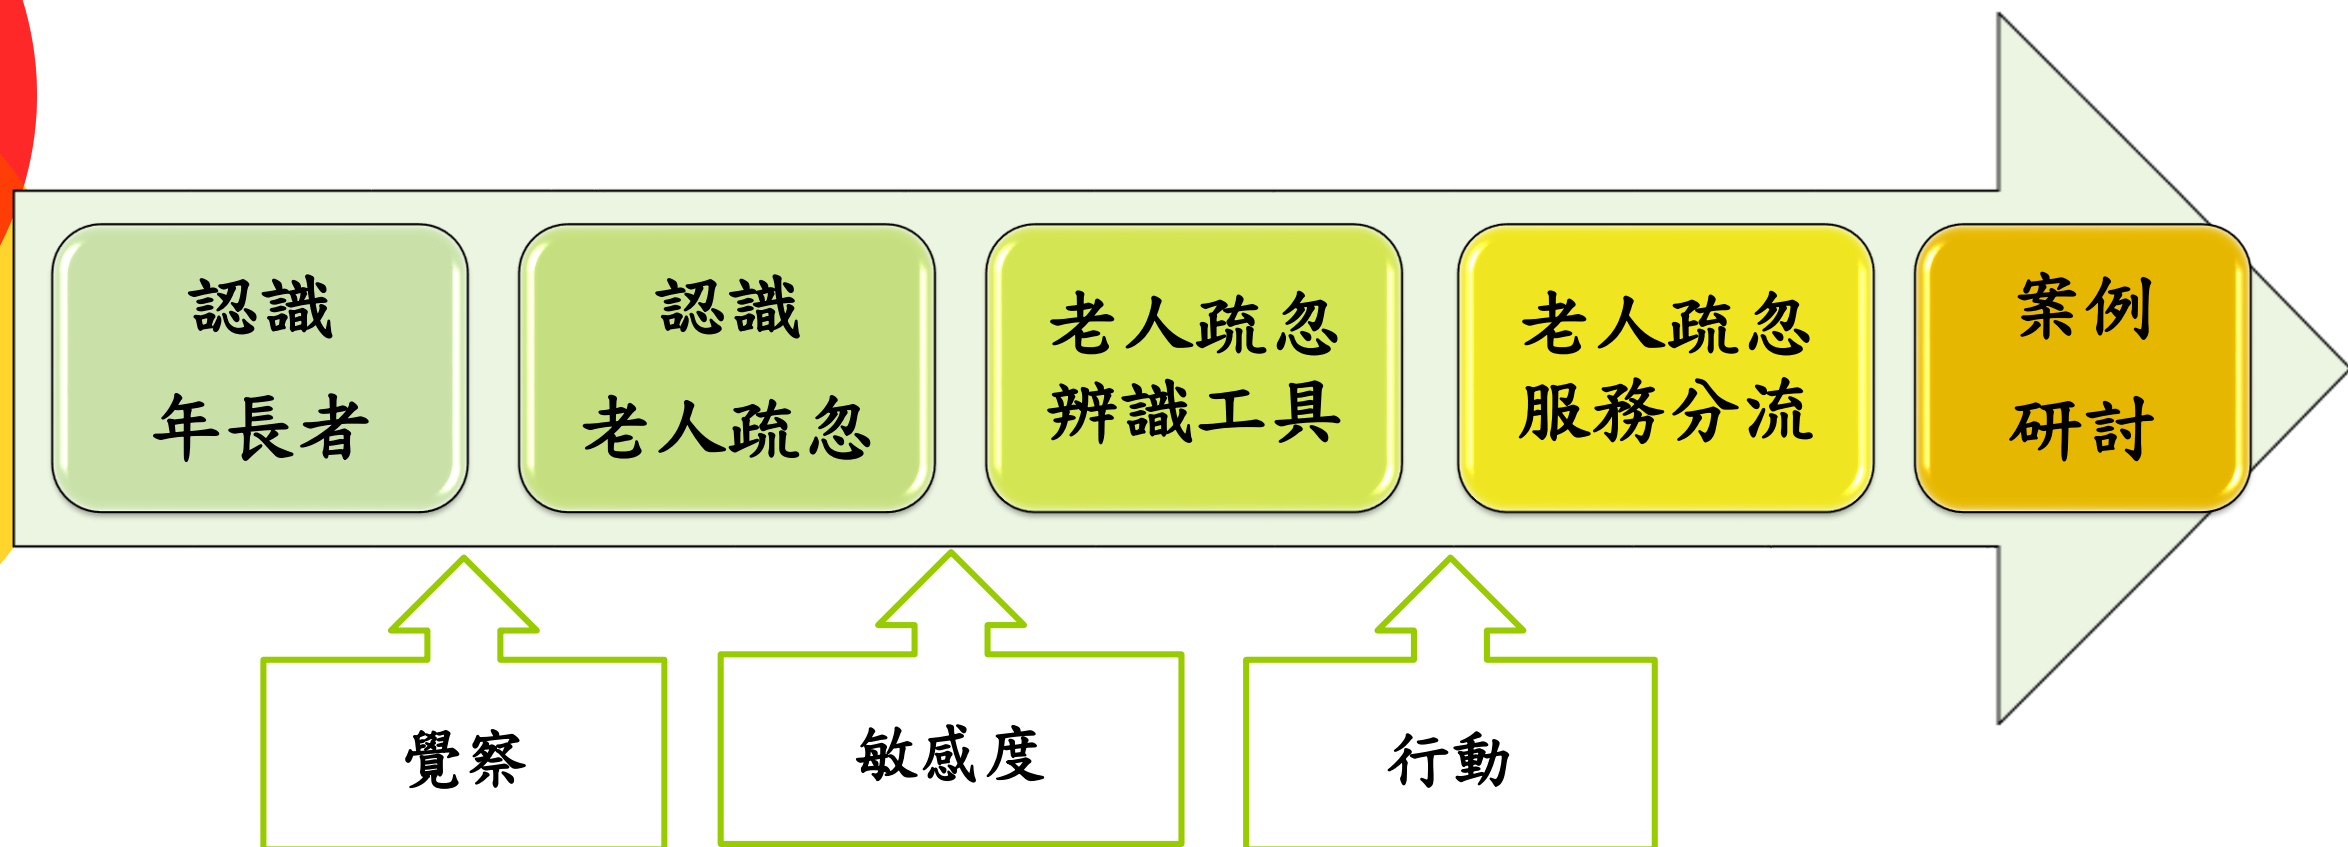 認識
年長者
認識
老人疏忽
老人疏忽
辨識工具
老人疏忽
服務分流
案例
研討
覺察
敏感度
行動